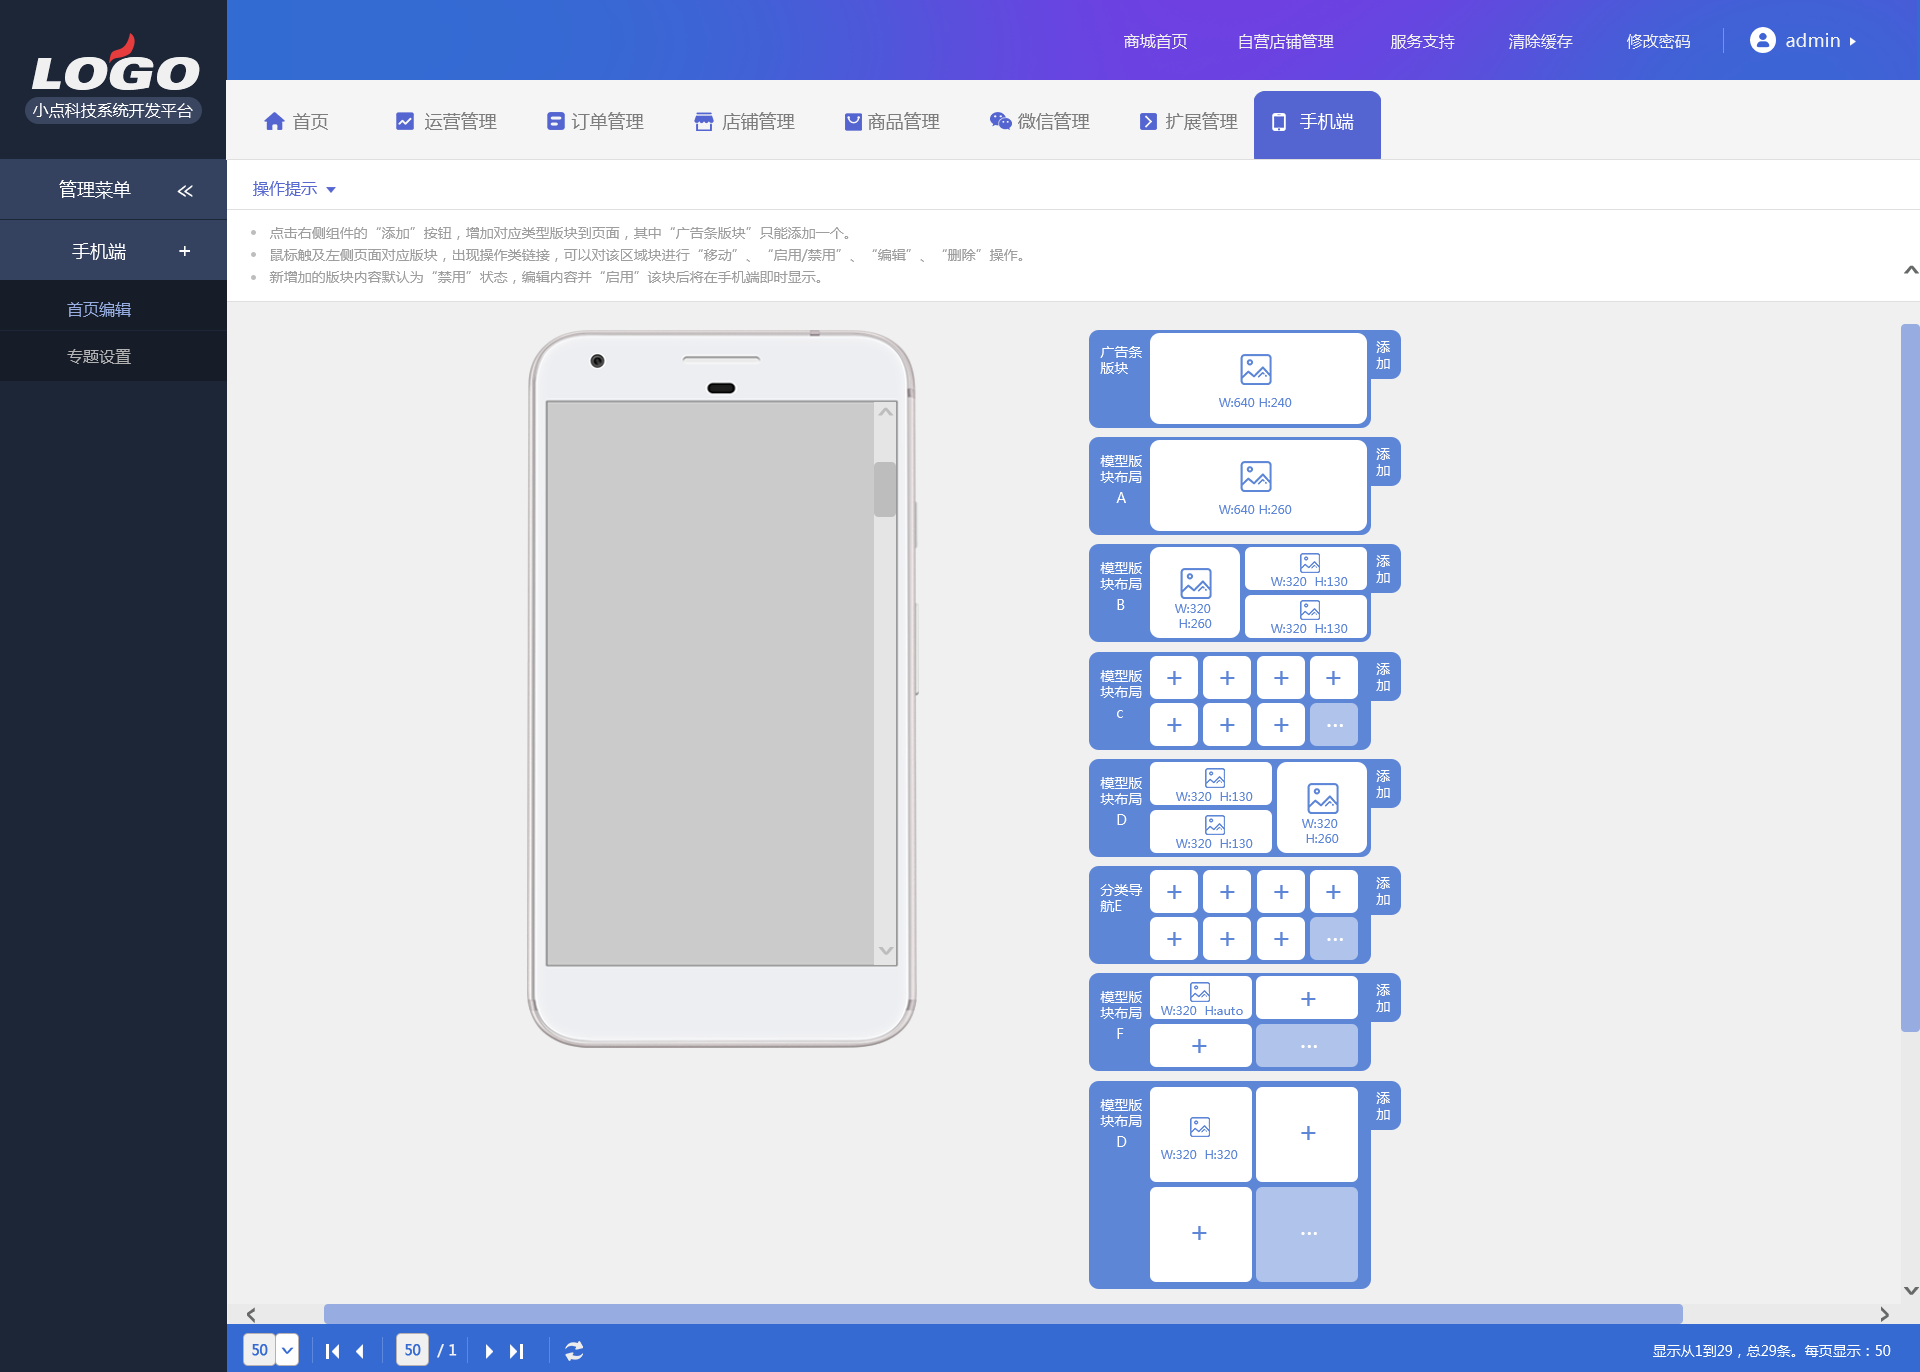 LOGO
小点科技系统开发平台
商城首页 自营店铺管理 服务支持 清除缓存 修改密码 admin
首页 运营管理 订单管理 店铺管理 商品管理 微信管理 扩展管理 手机端
管理菜单
手机端 +
首页编辑
专题设置
操作提示
点击右侧组件的“添加”按钮，增加对应类型版块到页面，其中“广告条版块”只能添加一个。
鼠标触及左侧页面对应版块，出现操作类链接，可以对该区域块进行“移动”、“启用/禁用”、“编辑”、“删除”操作。
新增加的版块内容默认为“禁用”状态，编辑内容并“启用”该块后将在手机端即时显示。
广告条
版块
W:640 H:240
添
加
模型版
块布局
A
W:640 H:260
添
加
模型版
块布局
B
W:320
H:260
W:320 H:130
W:320 H:130
添
加
模型版
块布局
c
+ + + +
+ + + ...
添
加
模型版
块布局
D
W:320 H:130
W:320 H:130
W:320
H:260
添
加
分类导
航E
+ + + +
+ + + ...
添
加
模型版
块布局
F
W:320 H:auto
+
+ ...
添
加
模型版
块布局
D
W:320 H:320
+
+ ...
添
加
50 50 / 1 显示从1到29，总29条。每页显示：50